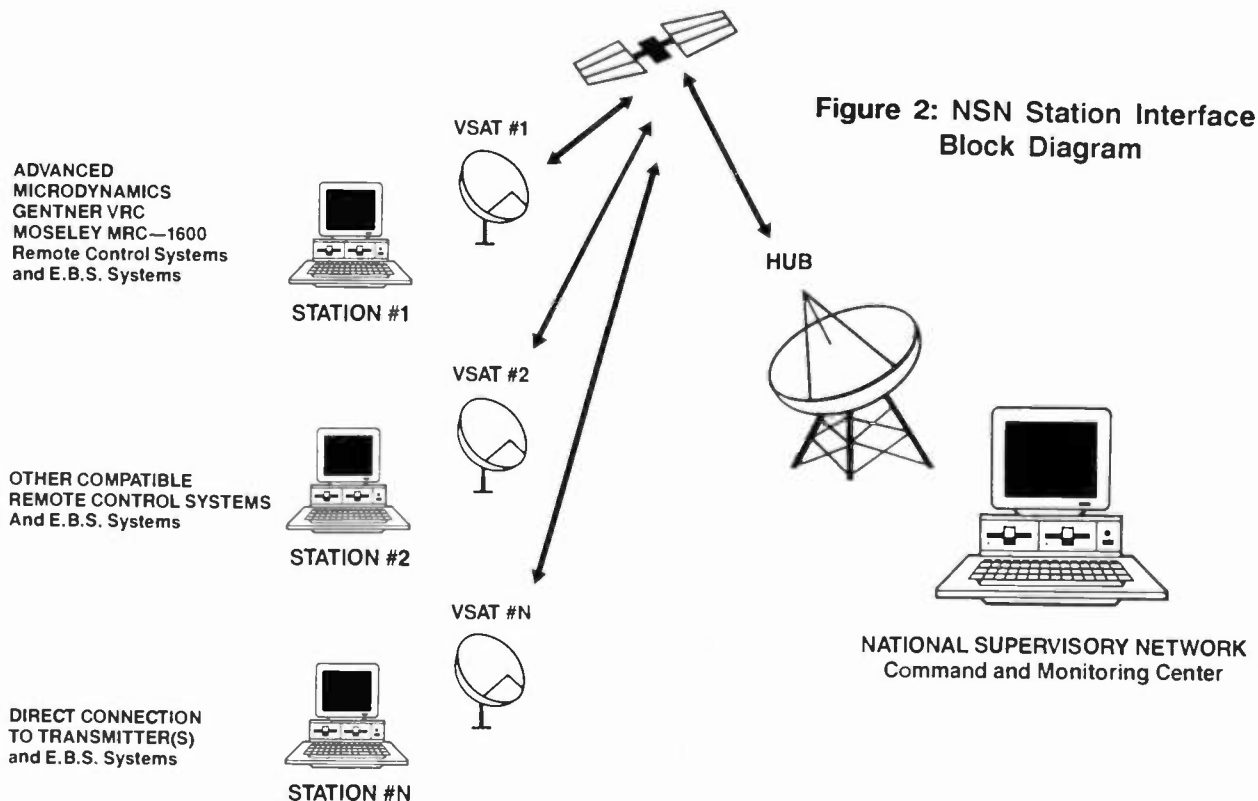 Figure 2: NSN Station Interface
Block Diagram
VSAT #1
ADVANCED
MICRODYNAMICS
GENTNER VRC
MOSELEY MRC—1600
Remote Control Systems
and E.B.S. Systems
STATION #1
HUB
VSAT #2
OTHER COMPATIBLE
REMOTE CONTROL SYSTEMS
And E.B.S. Systems
STATION #2
VSAT #N
NATIONAL SUPERVISORY NETWORK
Command and Monitoring Center
DIRECT CONNECTION
TO TRANSMITTER(S)
and E.B.S. Systems
STATION #N